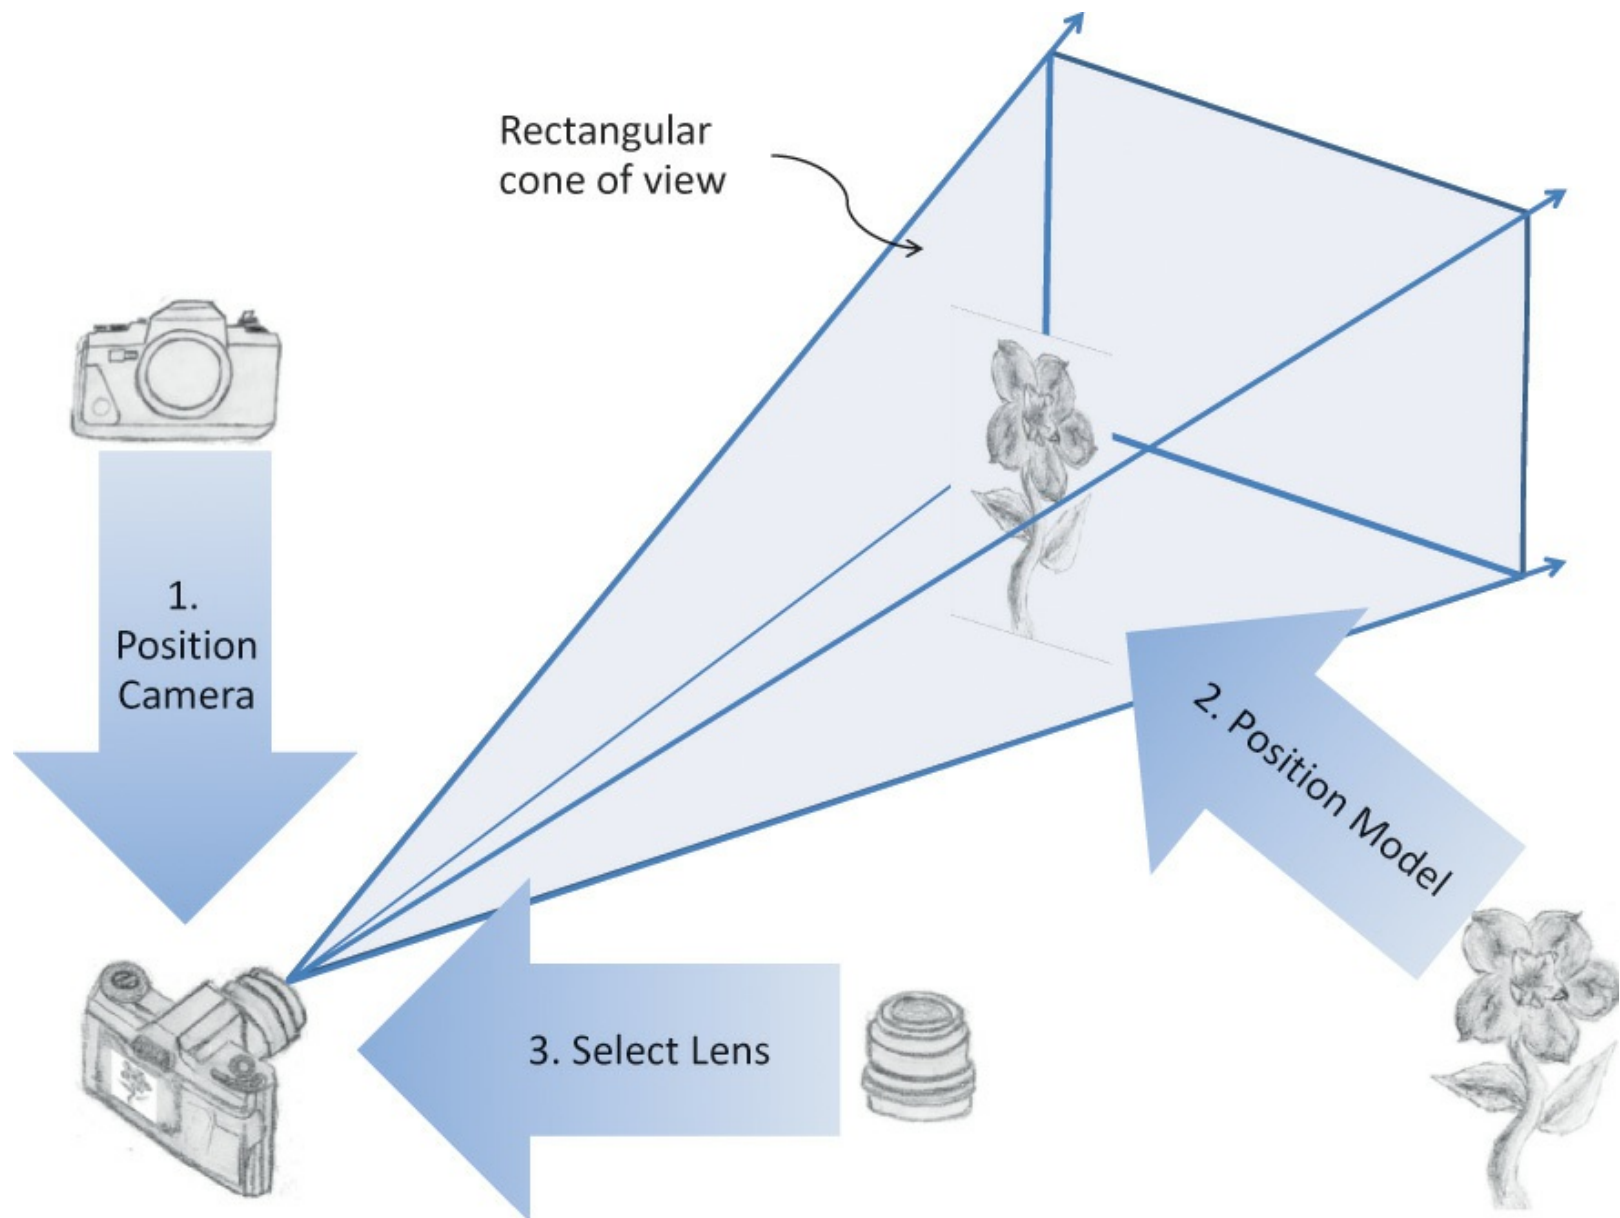 Rectangular
cone of view
1.
Position
Camera
2. Position Model
3. Select Lens